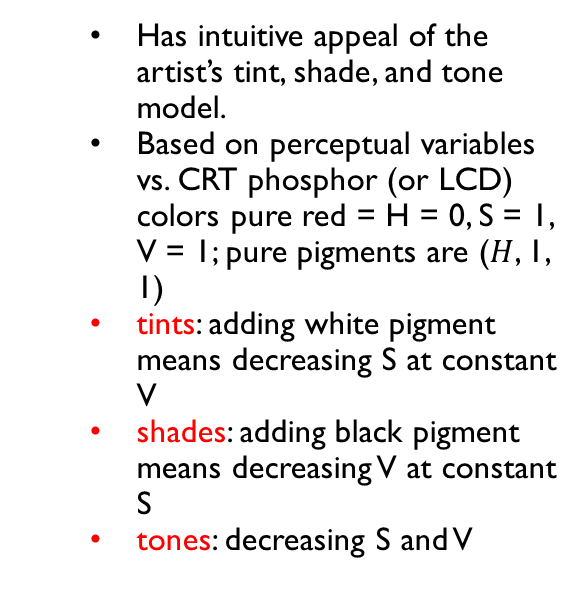 • Has intuitive appeal of the
artist’s tint, shade, and tone
model.
• Based on perceptual variables
vs. CRT phosphor (or LCD)
colors pure red = H = 0, S = 1,
V = 1; pure pigments are (H, 1,
1)
• tints: adding white pigment
means decreasing S at constant
V
• shades: adding black pigment
means decreasing V at constant
S
• tones: decreasing S and V